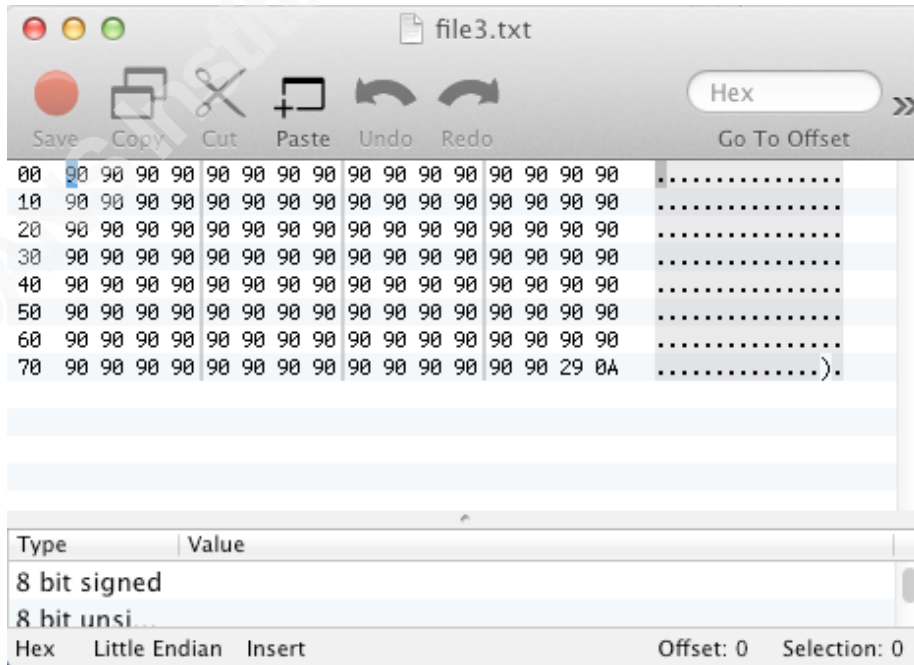 file3.txt
Save Copy Cut Paste Undo Redo Hex Go To Offset
00 90 90 90 90 90 90 90 90 90 90 90 90 90 90 90 90 ................
10 90 90 90 90 90 90 90 90 90 90 90 90 90 90 90 90 ................
20 90 90 90 90 90 90 90 90 90 90 90 90 90 90 90 90 ................
30 90 90 90 90 90 90 90 90 90 90 90 90 90 90 90 90 ................
40 90 90 90 90 90 90 90 90 90 90 90 90 90 90 90 90 ................
50 90 90 90 90 90 90 90 90 90 90 90 90 90 90 90 90 ................
60 90 90 90 90 90 90 90 90 90 90 90 90 90 90 90 90 ................
70 90 90 90 90 90 90 90 90 90 90 90 90 90 90 29 0A ..............).
Type Value
8 bit signed
8 bit unsi...
Hex Little Endian Insert Offset: 0 Selection: 0